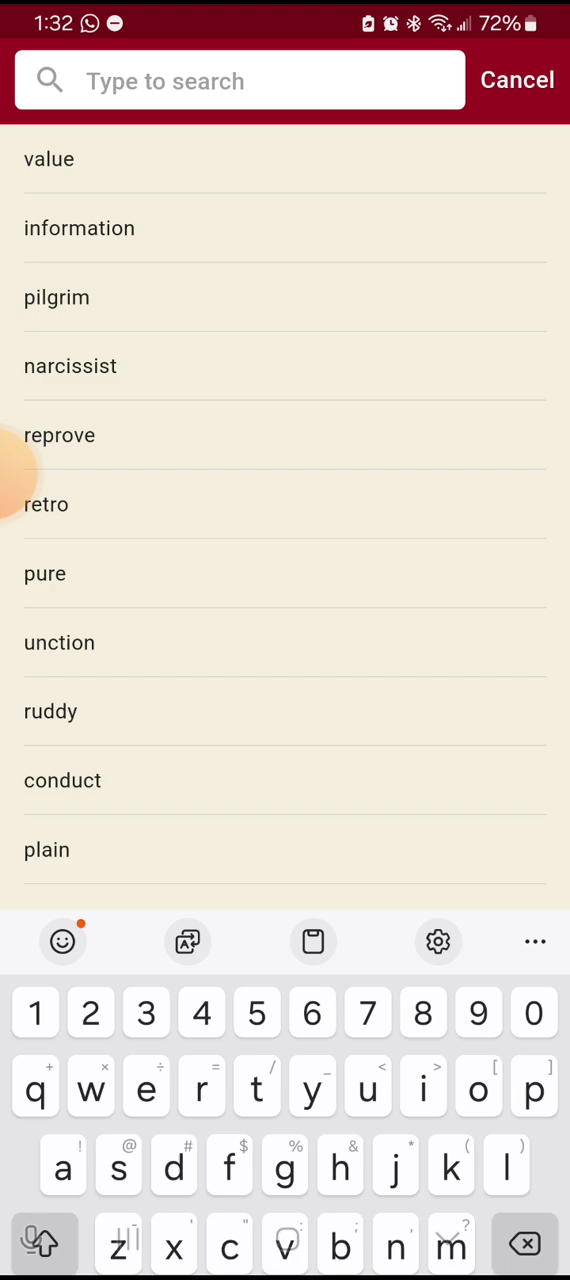 1:32 72%
Type to search Cancel
value
information
pilgrim
narcissist
reprove
retro
pure
unction
ruddy
conduct
plain
1 2 3 4 5 6 7 8 9 0
+ × ÷ = / _ < > [ ]
q w e r t y u i o p
! @ # $ % & * ( )
a s d f g h j k l
- ' " : ; , ?
z x c v b n m